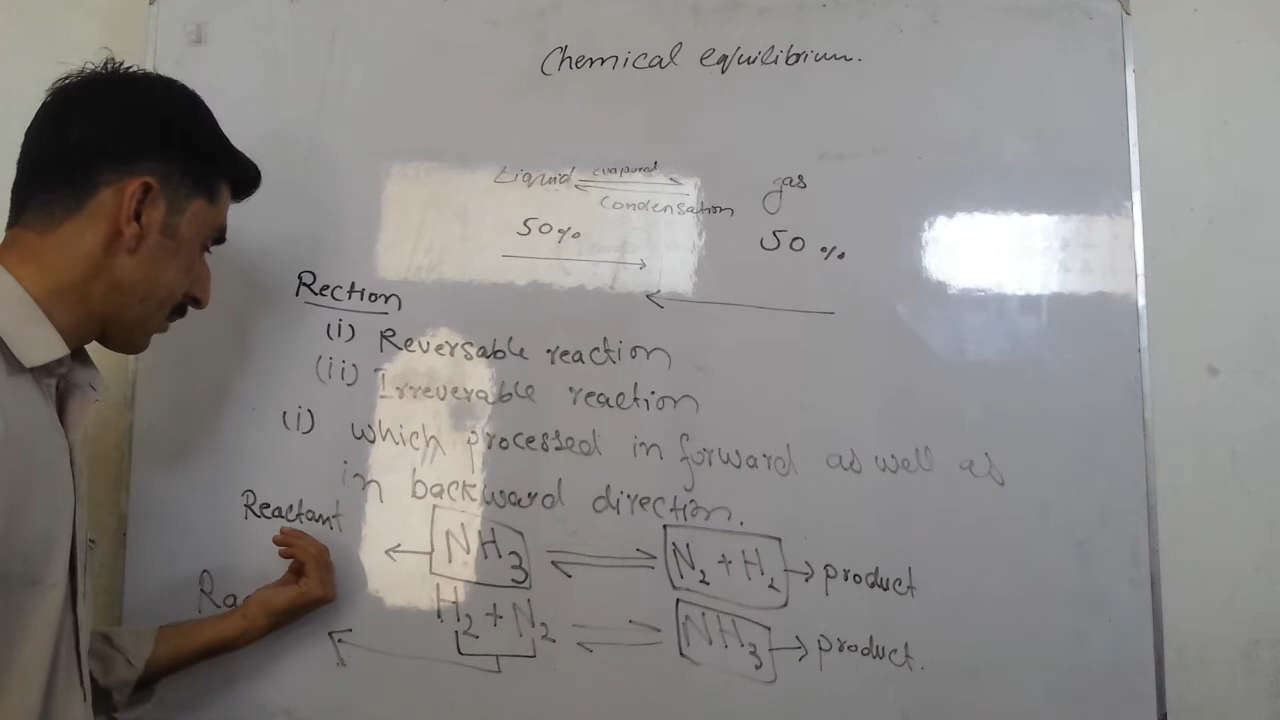 Chemical equilibrium.
Liquid evaporat ⇌ Condensation gas
50% 50 %
Rection
(i) Reversable reaction
(ii) Irreverable reaction
(i) which processed in forward as well as
in backward direction.
Reactant ← NH3 ⇌ N2 + H2 → product
H2 + N2 ⇌ NH3 → product.